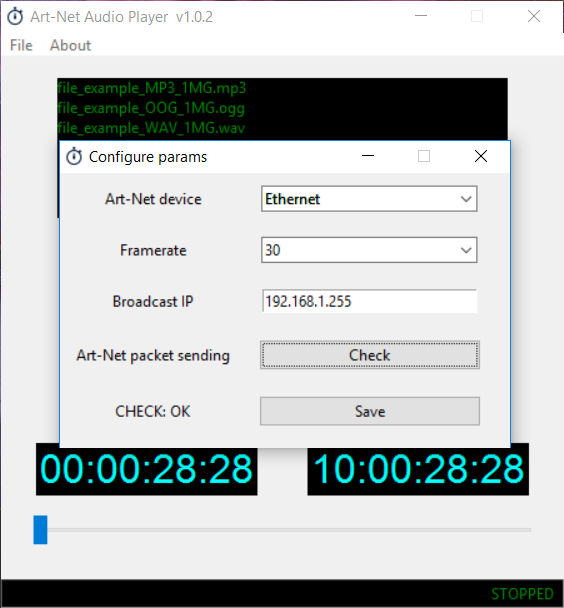 Art-Net Audio Player v1.0.2
File About
file_example_MP3_1MG.mp3
file_example_OOG_1MG.ogg
file_example_WAV_1MG.wav
Configure params
Art-Net device Ethernet
Framerate 30
Broadcast IP 192.168.1.255
Art-Net packet sending Check
CHECK: OK Save
00:00:28:28 10:00:28:28
STOPPED